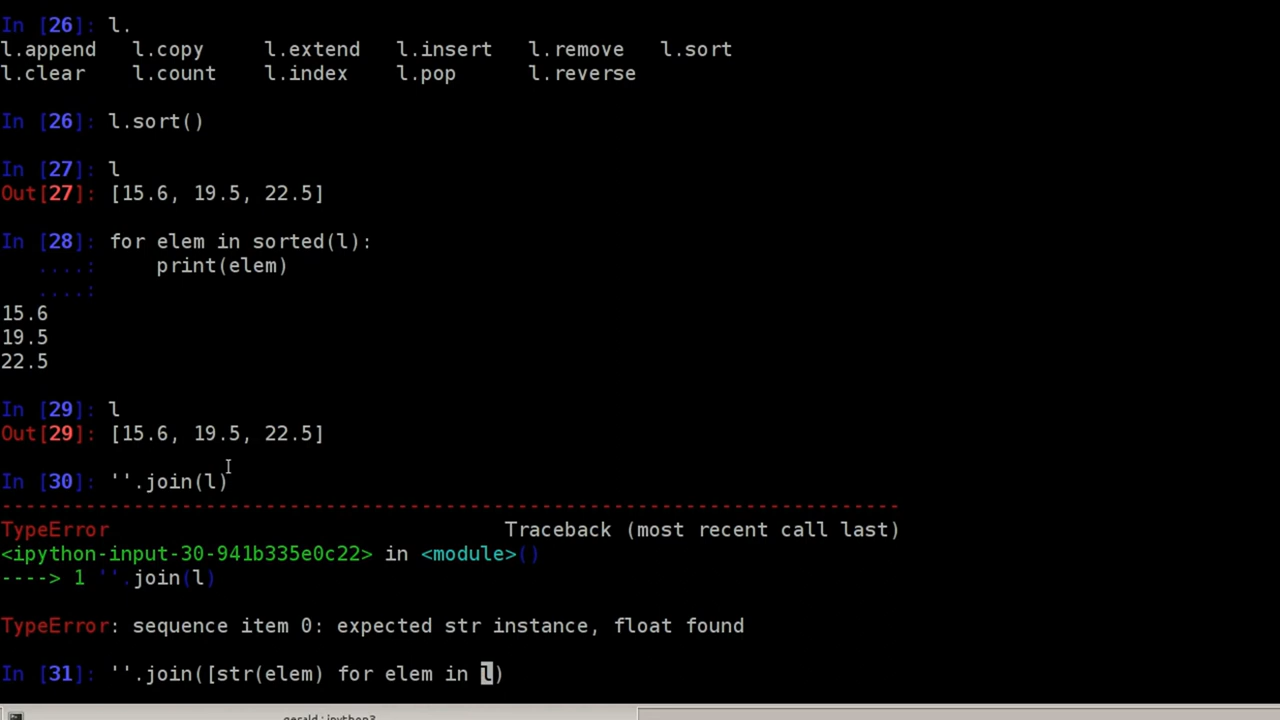 In [26]: l.
l.append   l.copy     l.extend   l.insert   l.remove   l.sort
l.clear    l.count    l.index    l.pop      l.reverse
In [26]: l.sort()
In [27]: l
Out[27]: [15.6, 19.5, 22.5]
In [28]: for elem in sorted(l):
   ....:     print(elem)
   ....:
15.6
19.5
22.5
In [29]: l
Out[29]: [15.6, 19.5, 22.5]
In [30]: ''.join(l)
---------------------------------------------------------------------------
TypeError                                 Traceback (most recent call last)
<ipython-input-30-941b335e0c22> in <module>()
----> 1 ''.join(l)
TypeError: sequence item 0: expected str instance, float found
In [31]: ''.join([str(elem) for elem in l)
gerald : ipython3